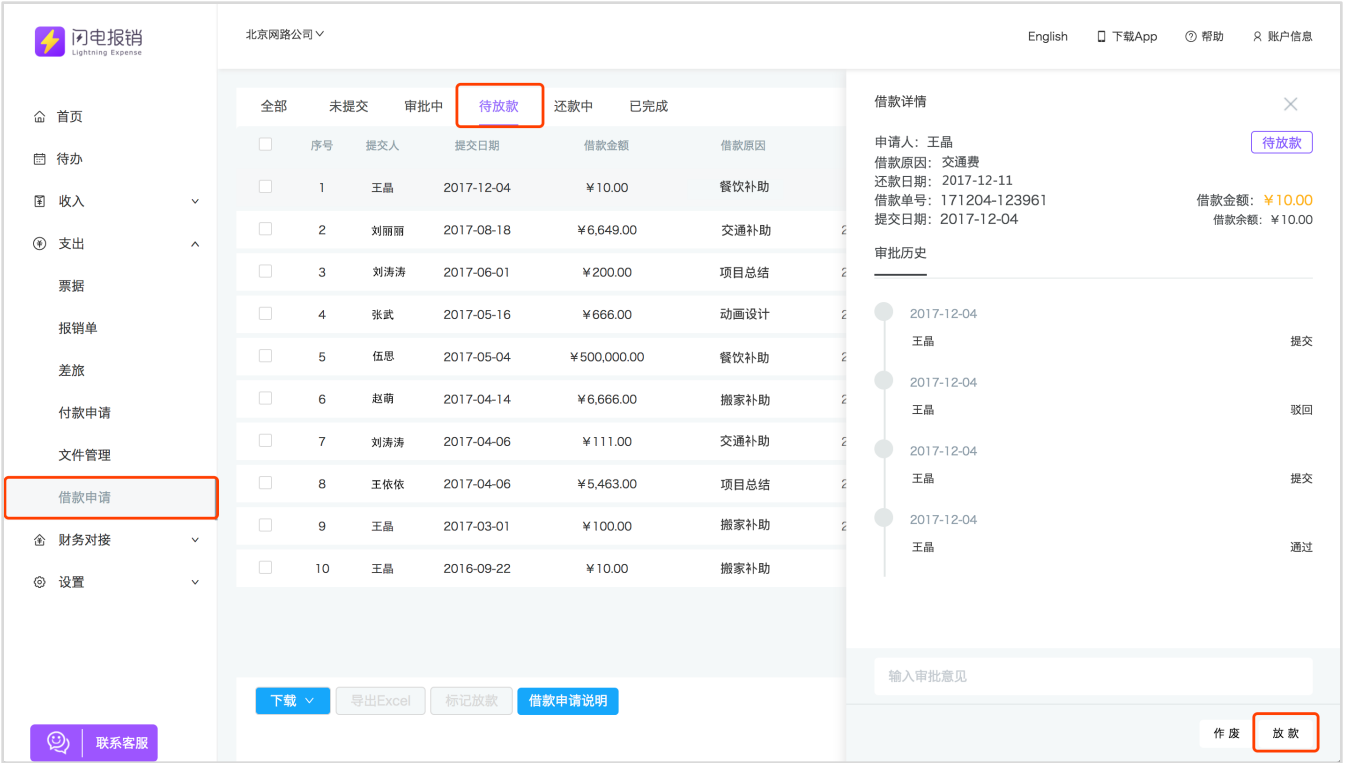 闪电报销
Lightning Expense
北京网路公司
English 下载App 帮助 账户信息
首页
待办
收入
支出
票据
报销单
差旅
付款申请
文件管理
借款申请
财务对接
设置
联系客服
全部 未提交 审批中 待放款 还款中 已完成
序号 提交人 提交日期 借款金额 借款原因
1 王晶 2017-12-04 ￥10.00 餐饮补助
2 刘丽丽 2017-08-18 ￥6,649.00 交通补助 2
3 刘涛涛 2017-06-01 ￥200.00 项目总结 2
4 张武 2017-05-16 ￥666.00 动画设计 2
5 伍思 2017-05-04 ￥500,000.00 餐饮补助 2
6 赵萌 2017-04-14 ￥6,666.00 搬家补助 2
7 刘涛涛 2017-04-06 ￥111.00 交通补助 2
8 王依依 2017-04-06 ￥5,463.00 项目总结 2
9 王晶 2017-03-01 ￥100.00 搬家补助 2
10 王晶 2016-09-22 ￥10.00 搬家补助
下载 导出Excel 标记放款 借款申请说明
借款详情
申请人：王晶 待放款
借款原因：交通费
还款日期：2017-12-11
借款单号：171204-123961 借款金额：￥10.00
提交日期：2017-12-04 借款余额：￥10.00
审批历史
2017-12-04
王晶 提交
2017-12-04
王晶 驳回
2017-12-04
王晶 提交
2017-12-04
王晶 通过
输入审批意见
作废 放款